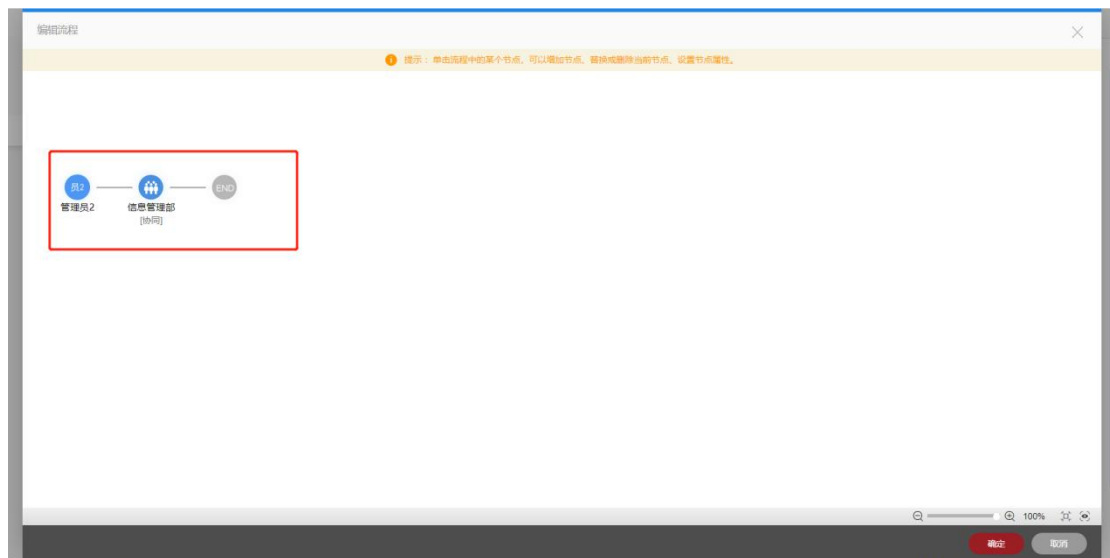 编辑流程
提示：单击流程中的某个节点，可以增加节点、替换或删除当前节点、设置节点属性。
员2
END
管理员2
信息管理部
[协同]
100%
确定
取消